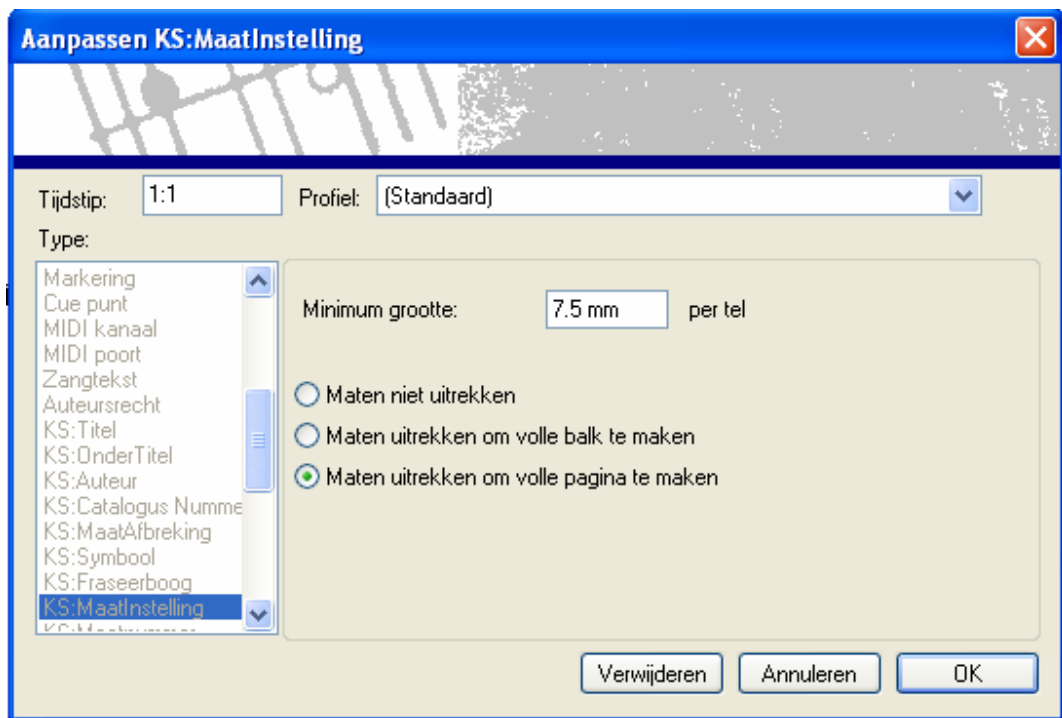 Aanpassen KS:MaatInstelling
Tijdstip: 1:1 Profiel: (Standaard)
Type:
Markering
Cue punt
MIDI kanaal
MIDI poort
Zangtekst
Auteursrecht
KS:Titel
KS:OnderTitel
KS:Auteur
KS:Catalogus Numme
KS:MaatAfbreking
KS:Symbool
KS:Fraseerboog
KS:MaatInstelling
Minimum grootte: 7.5 mm per tel
Maten niet uitrekken
Maten uitrekken om volle balk te maken
Maten uitrekken om volle pagina te maken
Verwijderen Annuleren OK